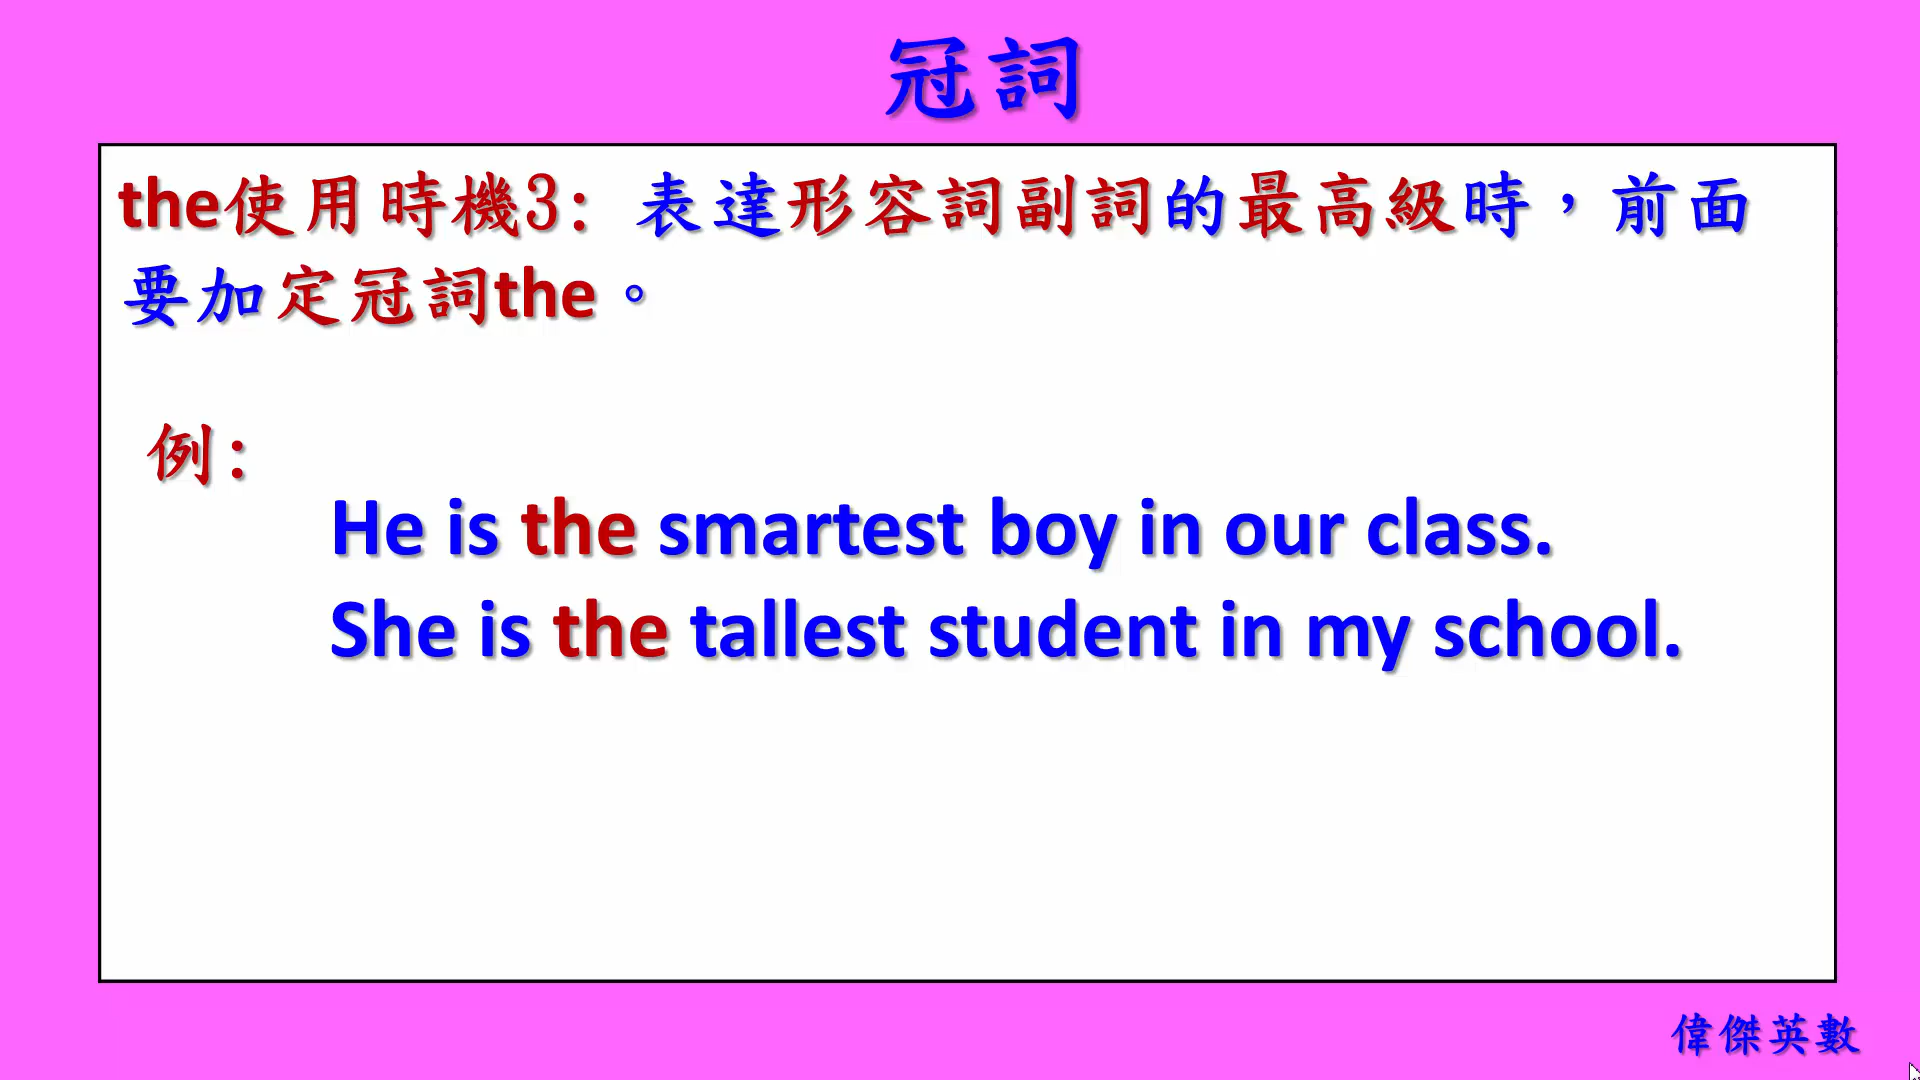 冠詞
the使用時機3: 表達形容詞副詞的最高級時，前面
要加定冠詞the。
例:
He is the smartest boy in our class.
She is the tallest student in my school.
偉傑英數